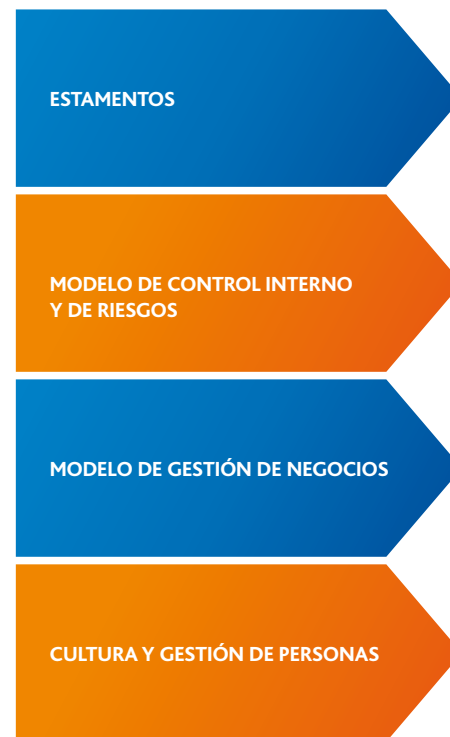 ESTAMENTOS
MODELO DE CONTROL INTERNO
Y DE RIESGOS
MODELO DE GESTIÓN DE NEGOCIOS
CULTURA Y GESTIÓN DE PERSONAS